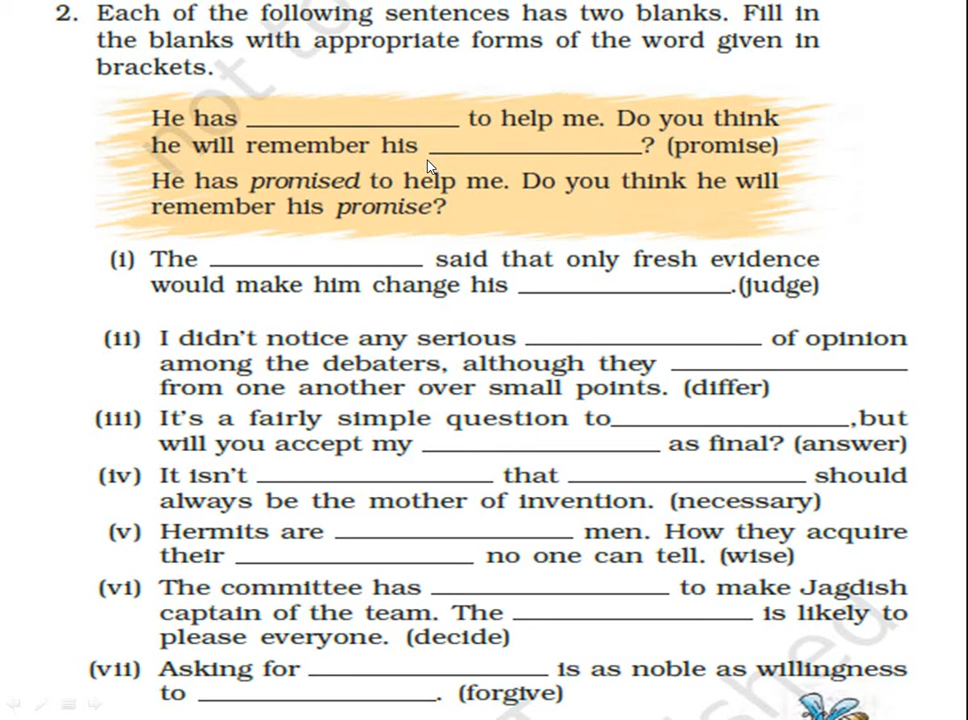 2. Each of the following sentences has two blanks. Fill in
the blanks with appropriate forms of the word given in
brackets.
He has ________________ to help me. Do you think
he will remember his ________________? (promise)
He has promised to help me. Do you think he will
remember his promise?
(i) The ________________ said that only fresh evidence
would make him change his ________________.(judge)
(ii) I didn't notice any serious ________________ of opinion
among the debaters, although they ________________
from one another over small points. (differ)
(iii) It's a fairly simple question to________________,but
will you accept my ________________ as final? (answer)
(iv) It isn't ________________ that ________________ should
always be the mother of invention. (necessary)
(v) Hermits are ________________ men. How they acquire
their ________________ no one can tell. (wise)
(vi) The committee has ________________ to make Jagdish
captain of the team. The ________________ is likely to
please everyone. (decide)
(vii) Asking for ________________ is as noble as willingness
to ________________. (forgive)
not to
shed